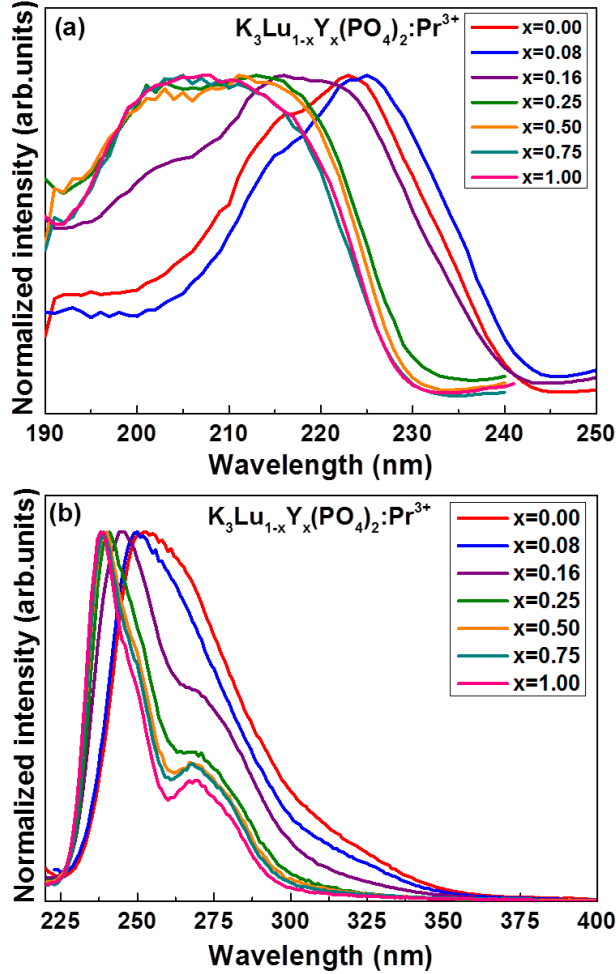 (a)
K₃Lu₁₋ₓYₓ(PO₄)₂:Pr³⁺
x=0.00
x=0.08
x=0.16
x=0.25
x=0.50
x=0.75
x=1.00
Normalized intensity (arb.units)
190 200 210 220 230 240 250
Wavelength (nm)
(b)
K₃Lu₁₋ₓYₓ(PO₄)₂:Pr³⁺
x=0.00
x=0.08
x=0.16
x=0.25
x=0.50
x=0.75
x=1.00
Normalized intensity (arb.units)
225 250 275 300 325 350 375 400
Wavelength (nm)